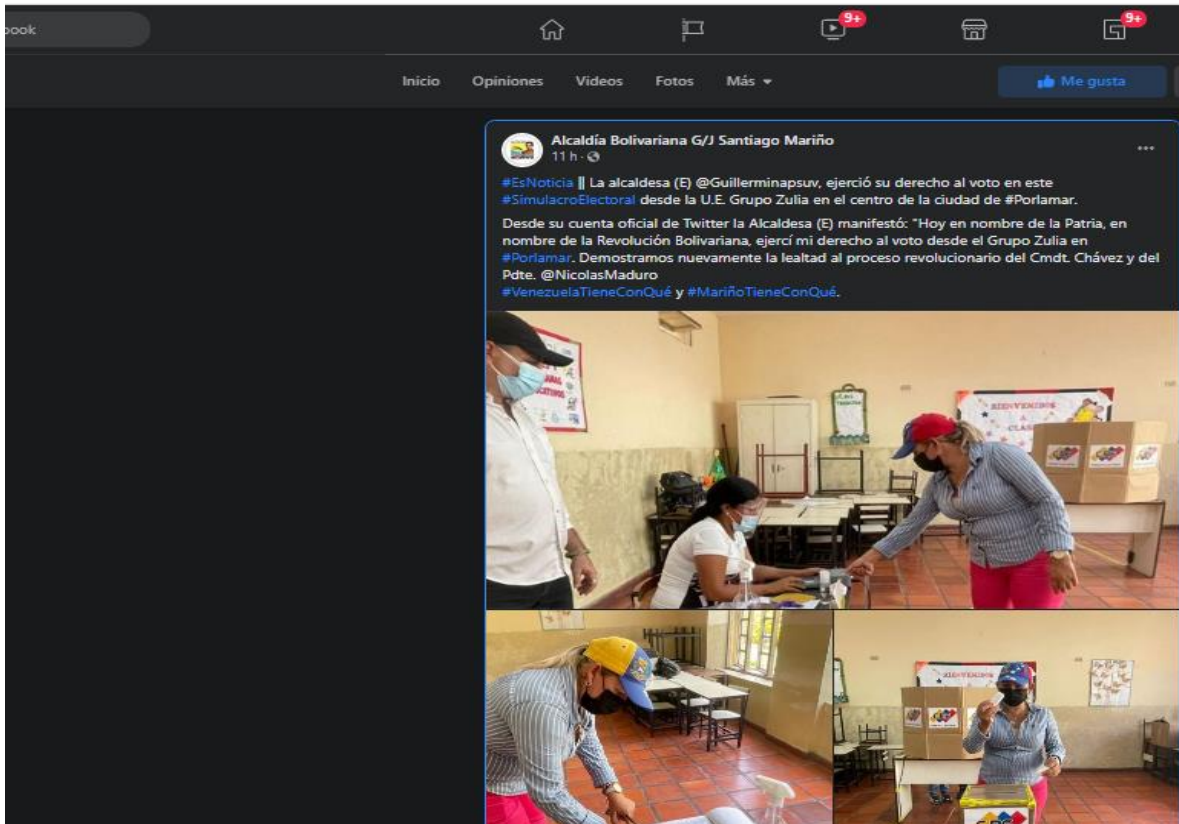 book
9+
9+
Inicio Opiniones Videos Fotos Más
Me gusta
Alcaldía Bolivariana G/J Santiago Mariño
11 h ·
#EsNoticia || La alcaldesa (E) @Guillerminapsuv, ejerció su derecho al voto en este
#SimulacroElectoral desde la U.E. Grupo Zulia en el centro de la ciudad de #Porlamar.
Desde su cuenta oficial de Twitter la Alcaldesa (E) manifestó: "Hoy en nombre de la Patria, en
nombre de la Revolución Bolivariana, ejercí mi derecho al voto desde el Grupo Zulia en
#Porlamar. Demostramos nuevamente la lealtad al proceso revolucionario del Cmdt. Chávez y del
Pdte. @NicolasMaduro
#VenezuelaTieneConQué y #MariñoTieneConQué.
BIENVENIDOS
A
BIENVENIDOS